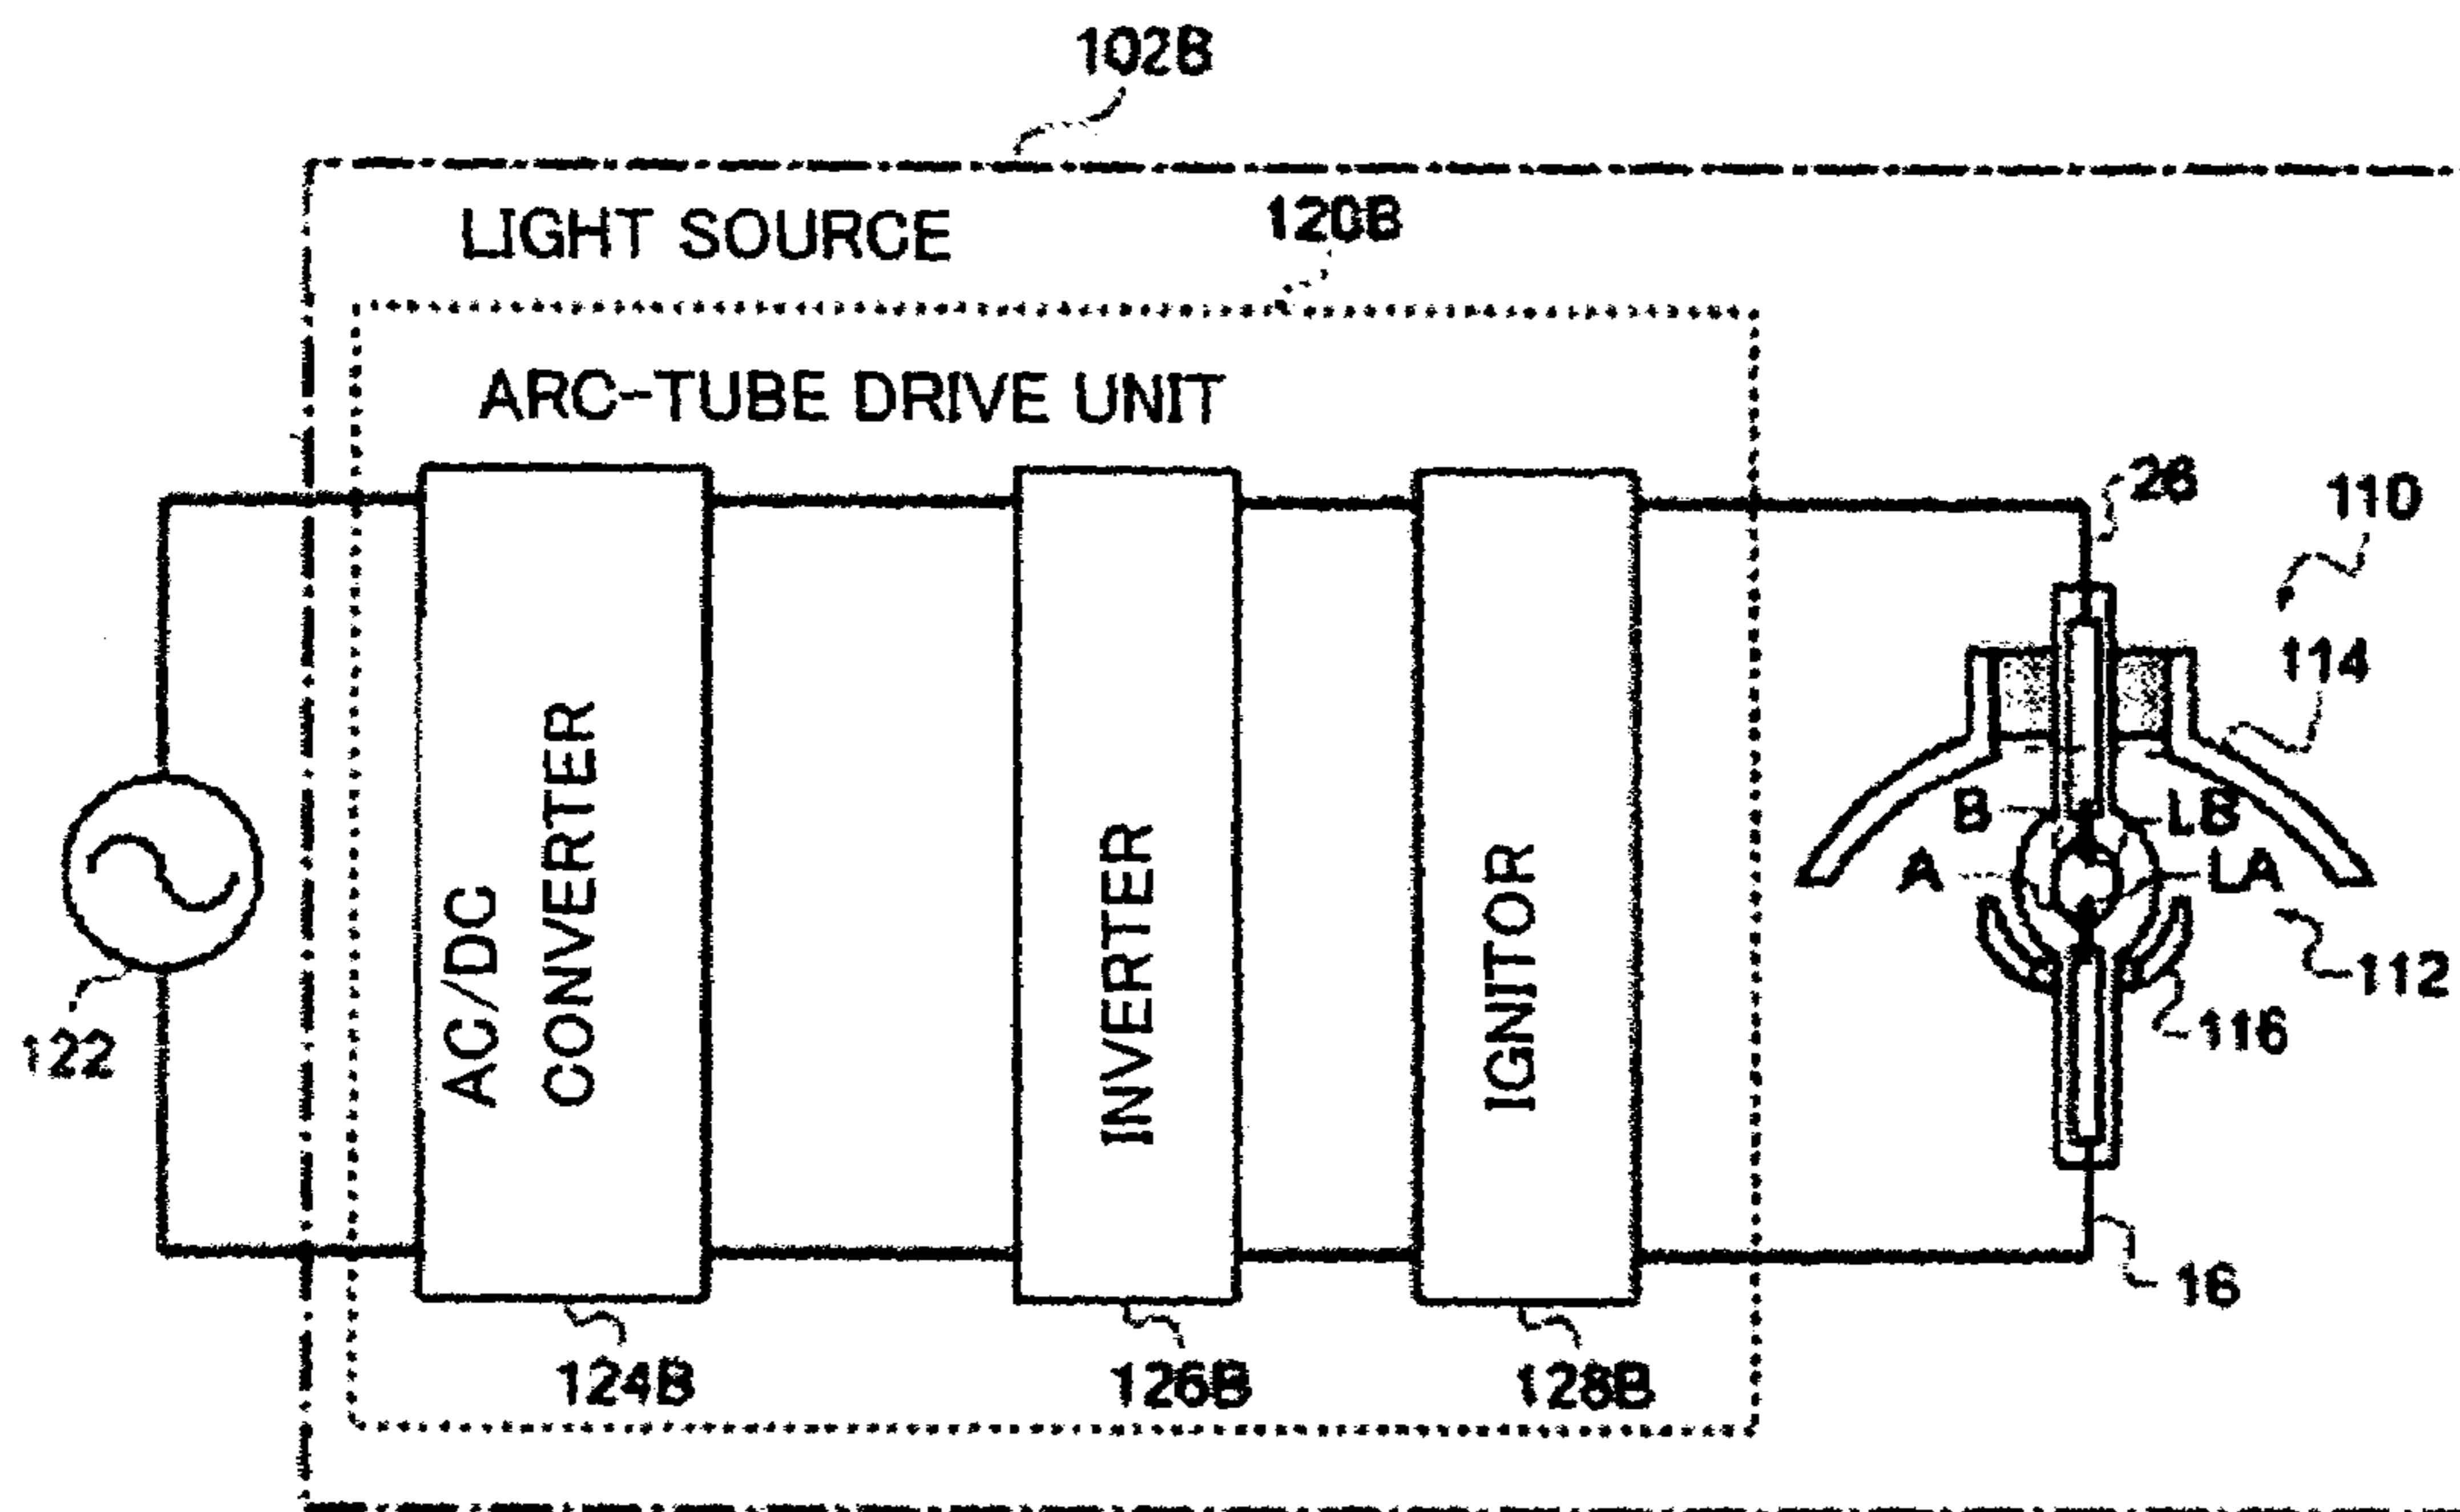 102B
LIGHT SOURCE
120B
ARC-TUBE DRIVE UNIT
26
110
114
AC/DC
CONVERTER
INVERTER
IGNITOR
B
LB
A
LA
112
116
122
16
124B
126B
128B